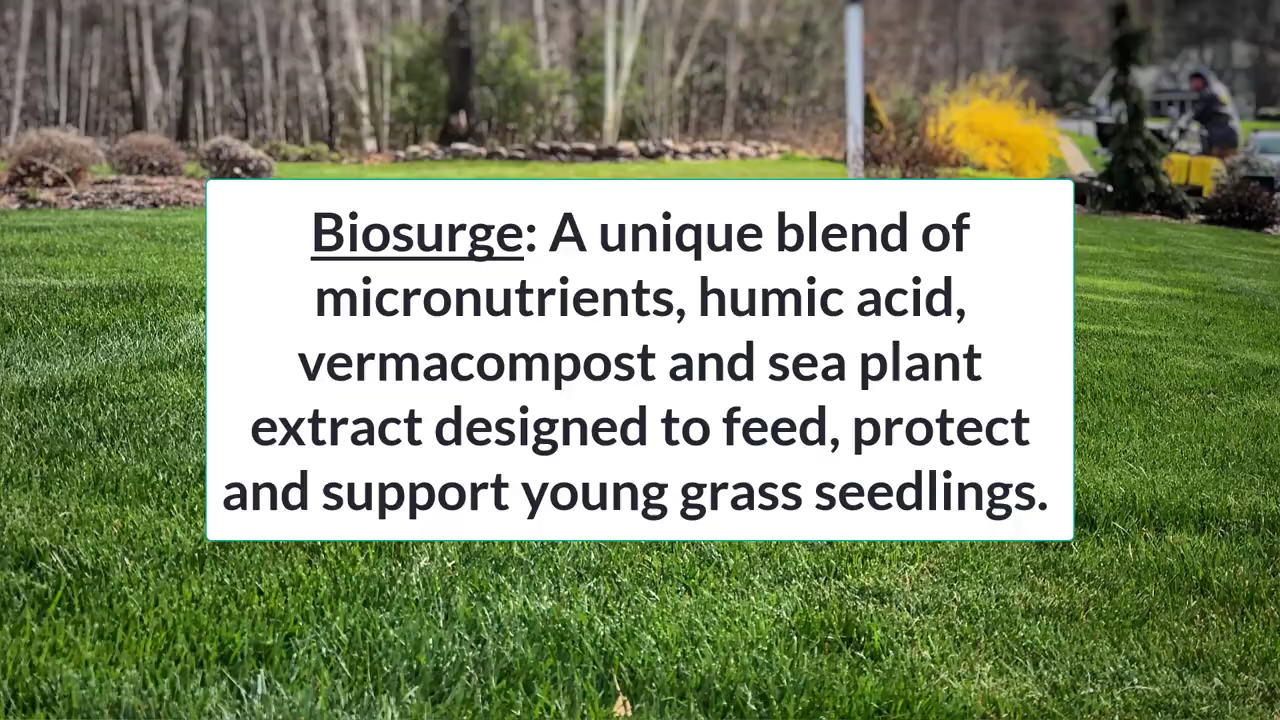 Biosurge: A unique blend of
micronutrients, humic acid,
vermacompost and sea plant
extract designed to feed, protect
and support young grass seedlings.